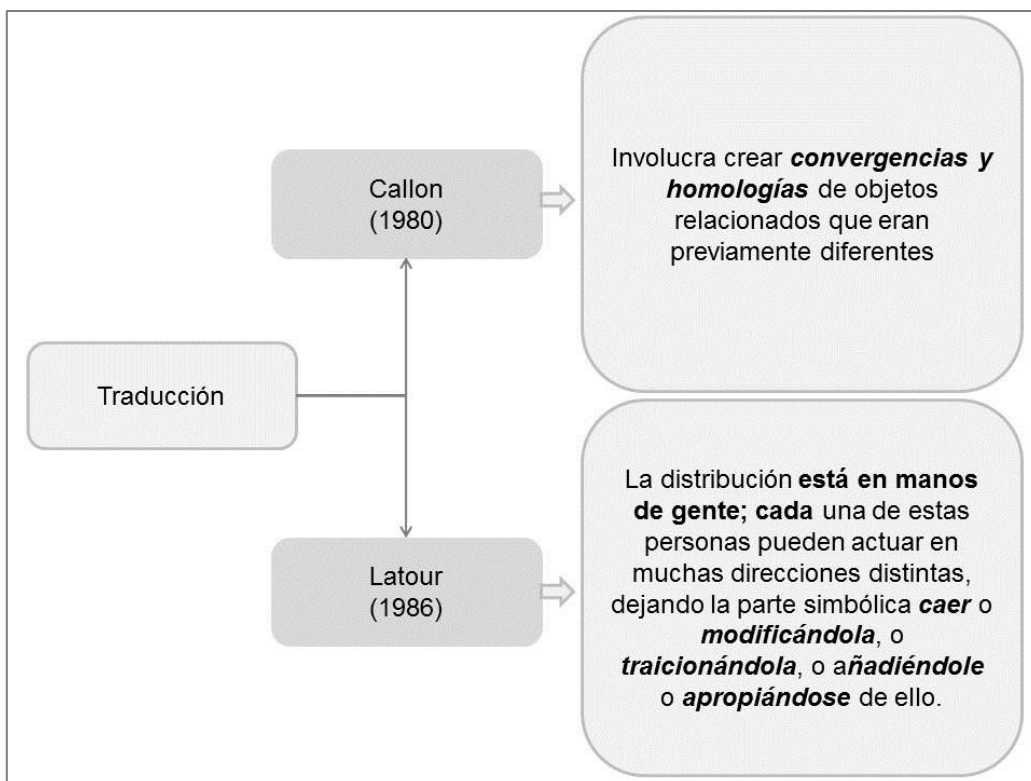 Callon
(1980)
Involucra crear convergencias y
homologías de objetos
relacionados que eran
previamente diferentes
Traducción
Latour
(1986)
La distribución está en manos
de gente; cada una de estas
personas pueden actuar en
muchas direcciones distintas,
dejando la parte simbólica caer o
modificándola, o
traicionándola, o añadiéndole
o apropiándose de ello.